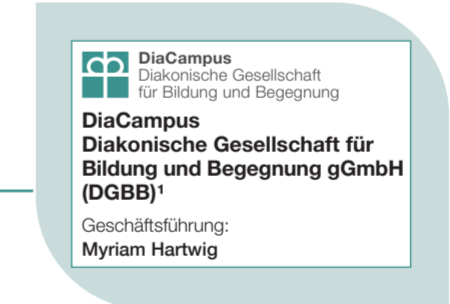 DiaCampus
Diakonische Gesellschaft
für Bildung und Begegnung
DiaCampus
Diakonische Gesellschaft für
Bildung und Begegnung gGmbH
(DGBB)¹
Geschäftsführung:
Myriam Hartwig